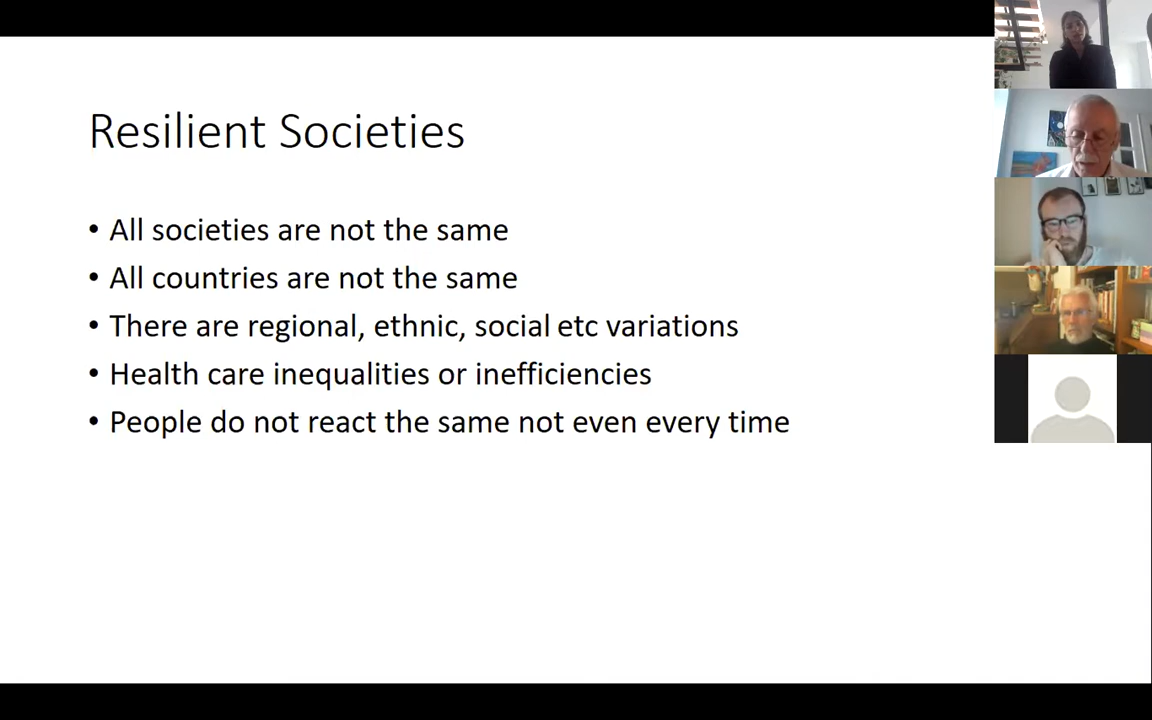 Resilient Societies
• All societies are not the same
• All countries are not the same
• There are regional, ethnic, social etc variations
• Health care inequalities or inefficiencies
• People do not react the same not even every time